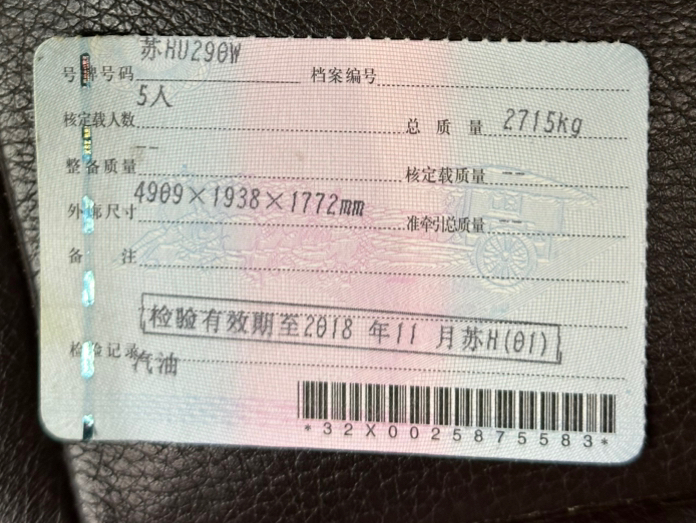 号牌号码 苏HU290W 档案编号
核定载人数 5人 总质量 2715kg
整备质量 -- 核定载质量 --
外廓尺寸 4909×1938×1772mm 准牵引总质量 --
备注
检验有效期至2018年11月苏H(01)
检验记录 汽油
*32X0025875583*